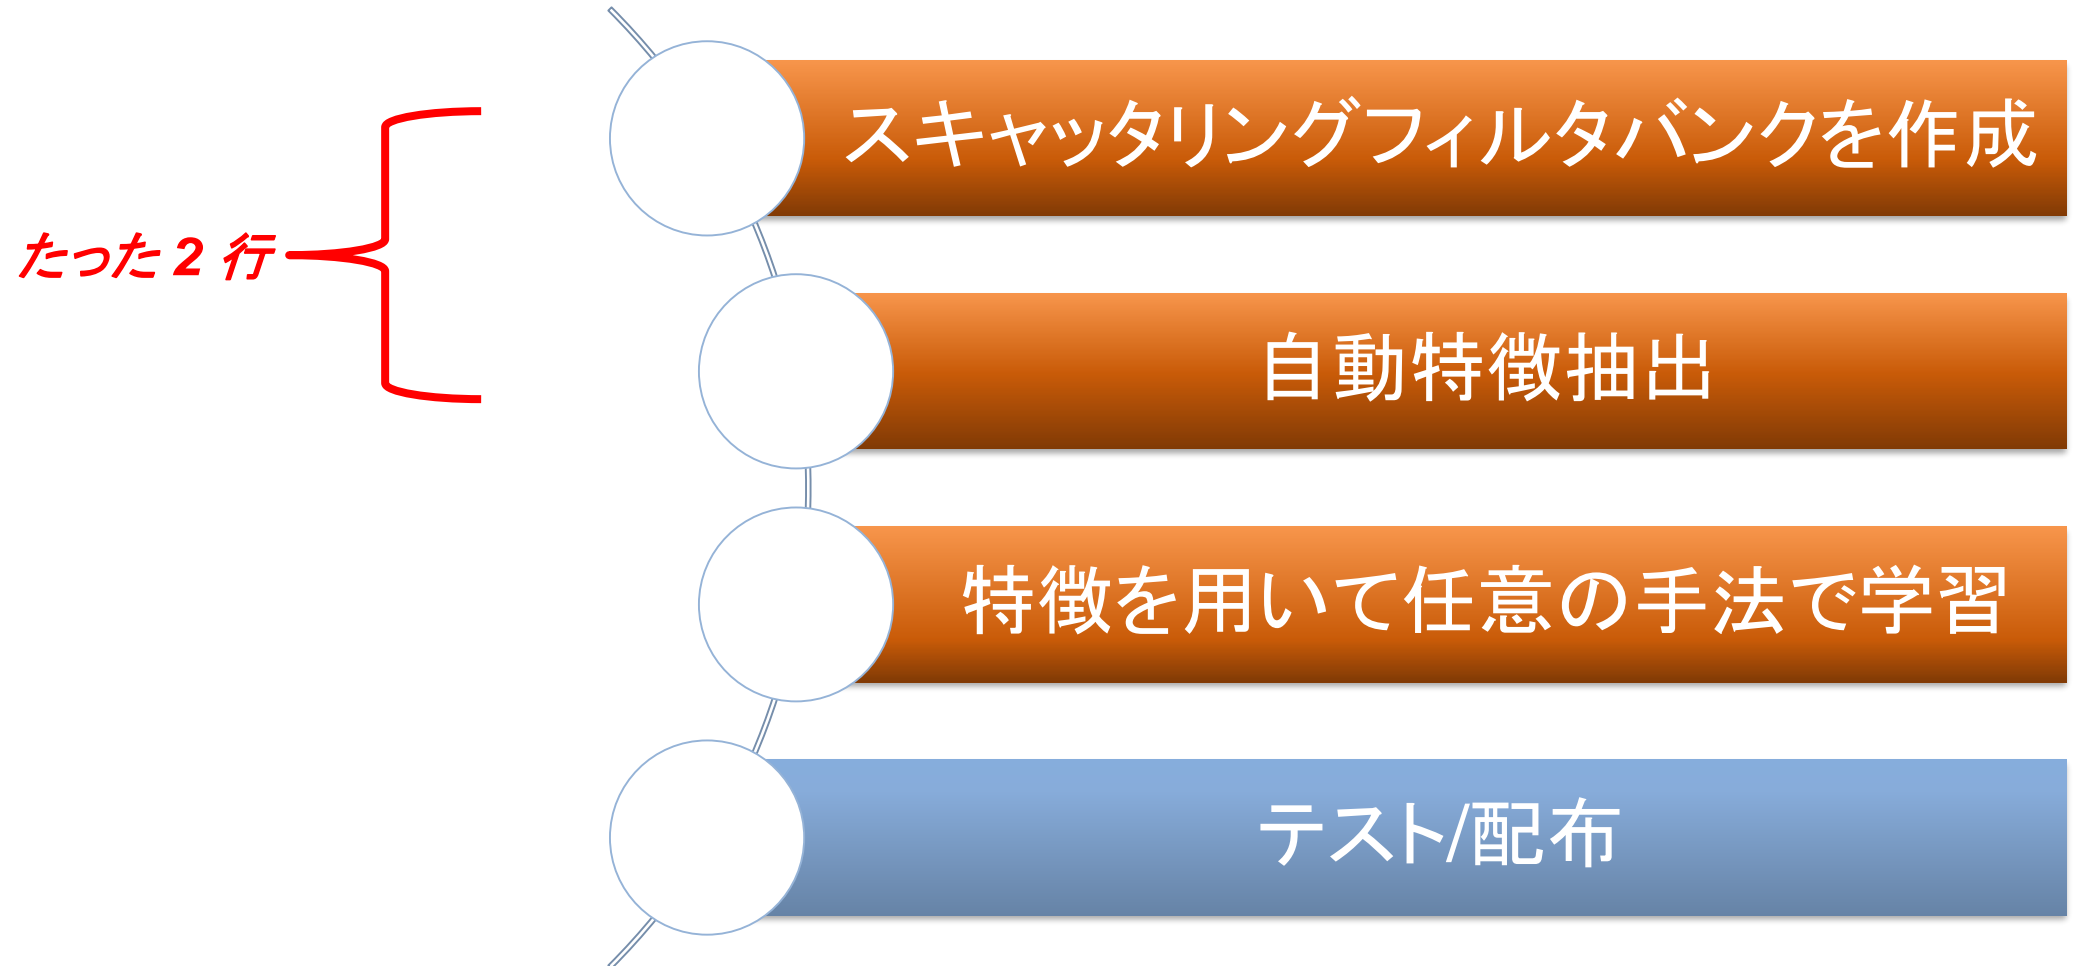 スキャッタリングフィルタバンクを作成
たった 2 行
自動特徴抽出
特徴を用いて任意の手法で学習
テスト/配布